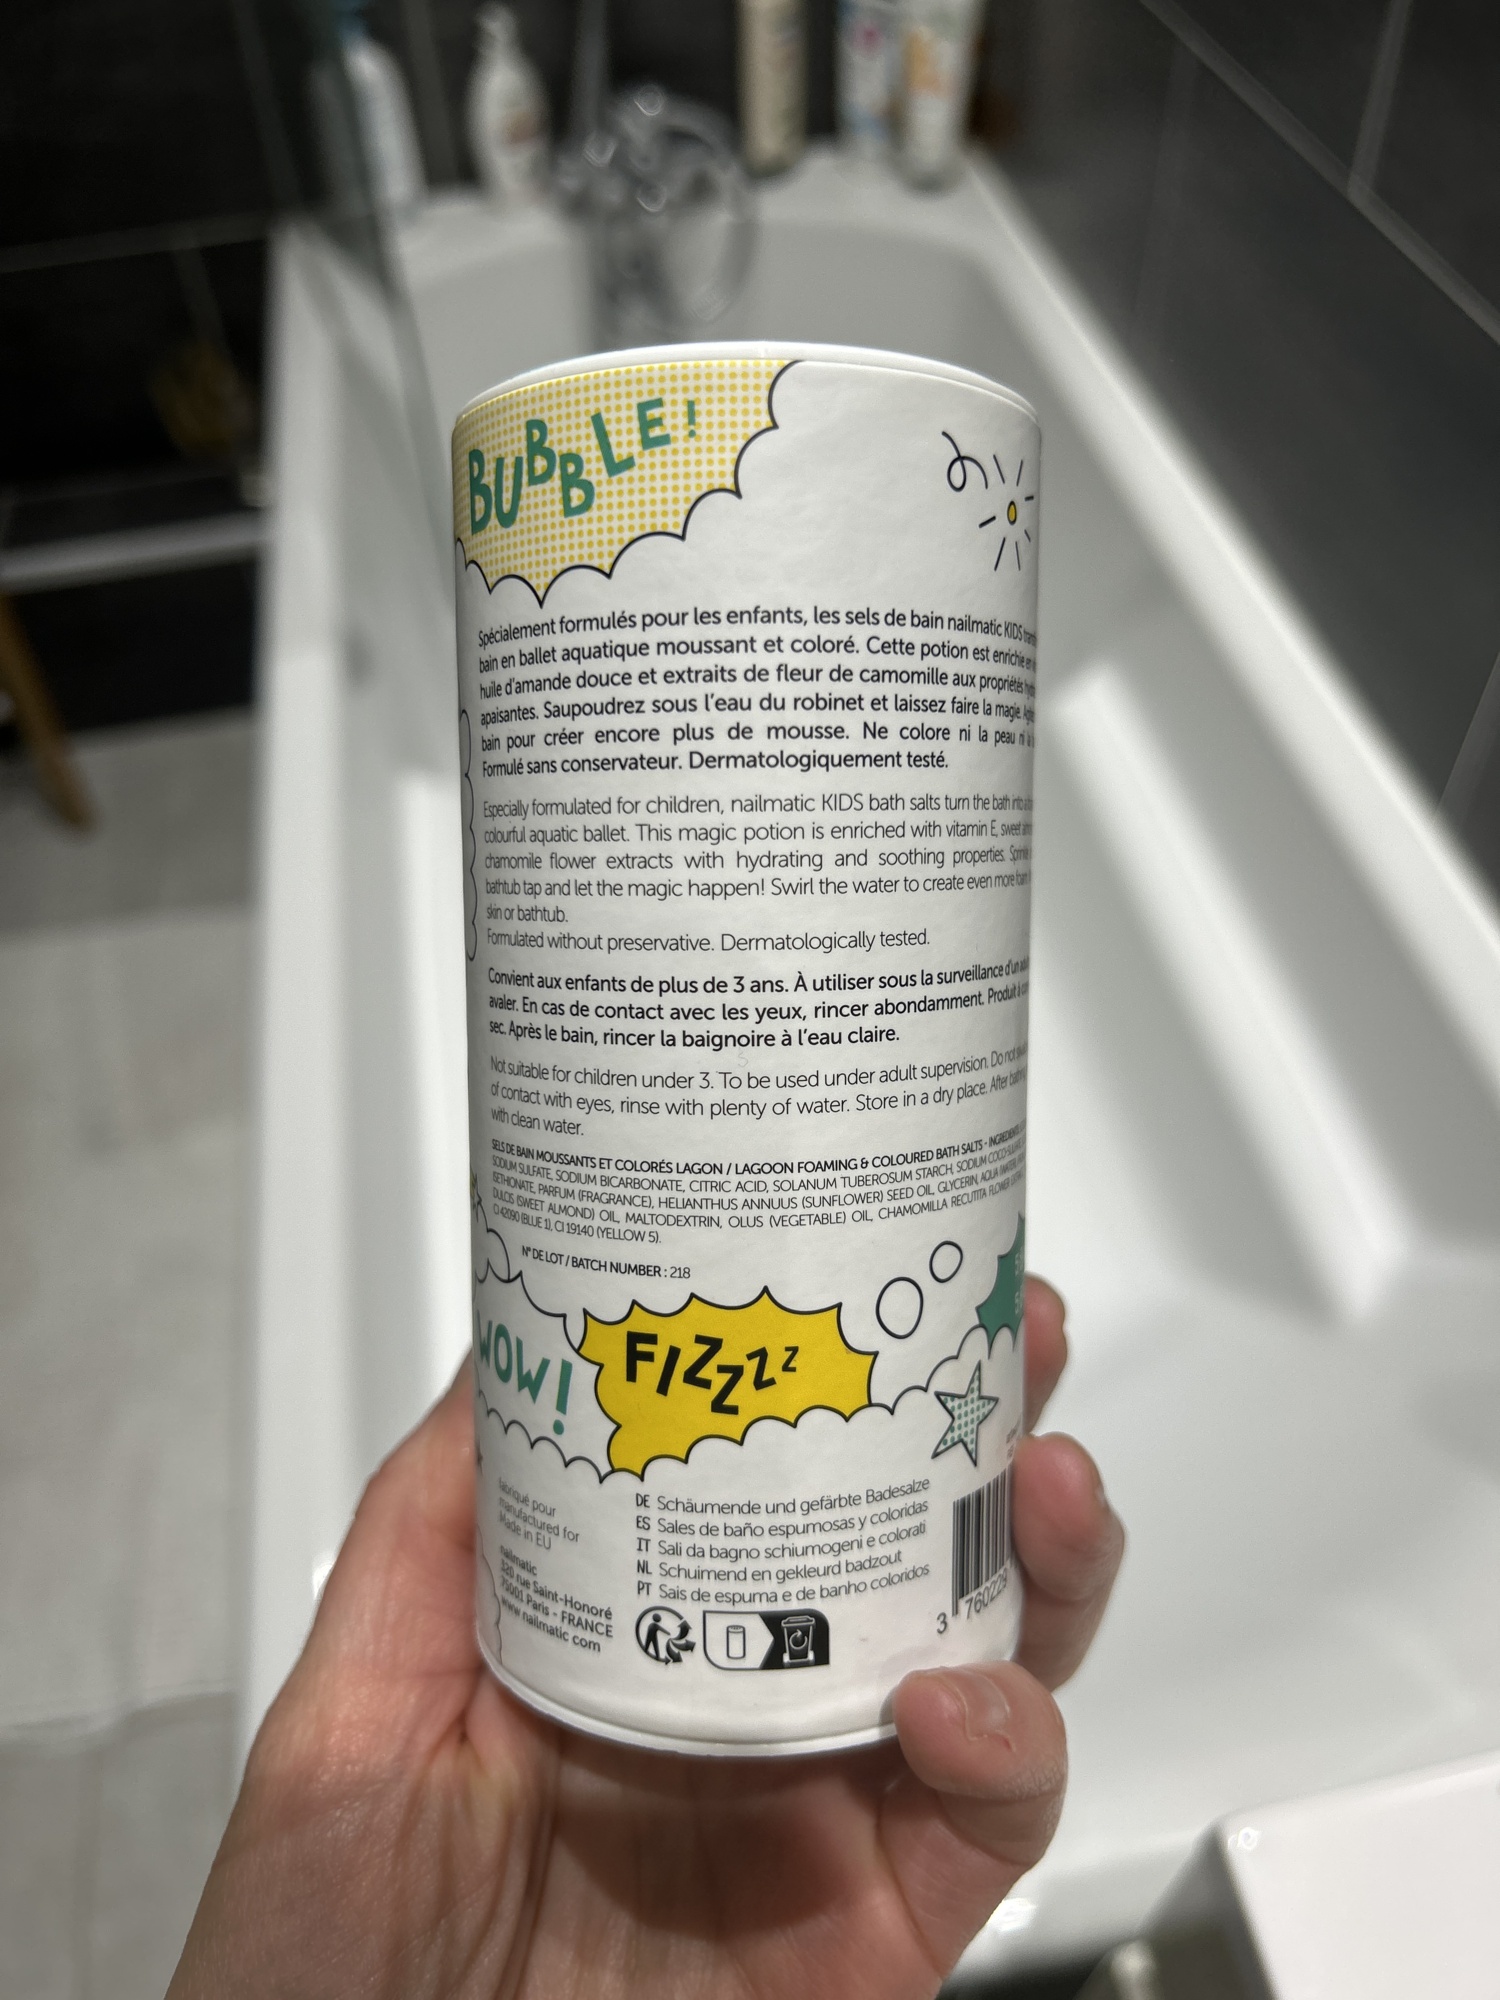 BUBBLE!
Spécialement formulés pour les enfants, les sels de bain nailmatic KIDS
bain en ballet aquatique moussant et coloré. Cette potion est enrichie
huile d'amande douce et extraits de fleur de camomille aux propriétés
apaisantes. Saupoudrez sous l'eau du robinet et laissez faire la magie.
bain pour créer encore plus de mousse. Ne colore ni la peau ni
Formulé sans conservateur. Dermatologiquement testé.
Especially formulated for children, nailmatic KIDS bath salts turn the bath into
colourful aquatic ballet. This magic potion is enriched with vitamin E, sweet
chamomile flower extracts with hydrating and soothing properties.
bathtub tap and let the magic happen! Swirl the water to create even more
skin or bathtub.
Formulated without preservative. Dermatologically tested.
Convient aux enfants de plus de 3 ans. À utiliser sous la surveillance d'un
avaler. En cas de contact avec les yeux, rincer abondamment. Produit à
sec. Après le bain, rincer la baignoire à l'eau claire.
Not suitable for children under 3. To be used under adult supervision. Do not
of contact with eyes, rinse with plenty of water. Store in a dry place. After
with clean water.
SELS DE BAIN MOUSSANTS ET COLORÉS LAGON / LAGOON FOAMING & COLOURED BATH SALTS -
SODIUM SULFATE, SODIUM BICARBONATE, CITRIC ACID, SOLANUM TUBEROSUM STARCH, SODIUM
SETHIONATE, PARFUM (FRAGRANCE), HELIANTHUS ANNUUS (SUNFLOWER) SEED OIL, GLYCERIN, AQUA
DULCIS (SWEET ALMOND) OIL, MALTODEXTRIN, OLUS (VEGETABLE) OIL, CHAMOMILLA RECUTITA FLOWER
CI 42090 (BLUE 1), CI 19140 (YELLOW 5).
N° DE LOT / BATCH NUMBER : 218
WOW!
FIZZZZ
fabriqué pour
manufactured for
Made in EU
nailmatic
320 rue Saint-Honoré
75001 Paris - FRANCE
www nailmatic com
DE Schäumende und gefärbte Badesalze
ES Sales de baño espumosas y coloridas
IT Sali da bagno schiumogeni e colorati
NL Schuimend en gekleurd badzout
PT Sais de espuma e de banho coloridos
3 760229